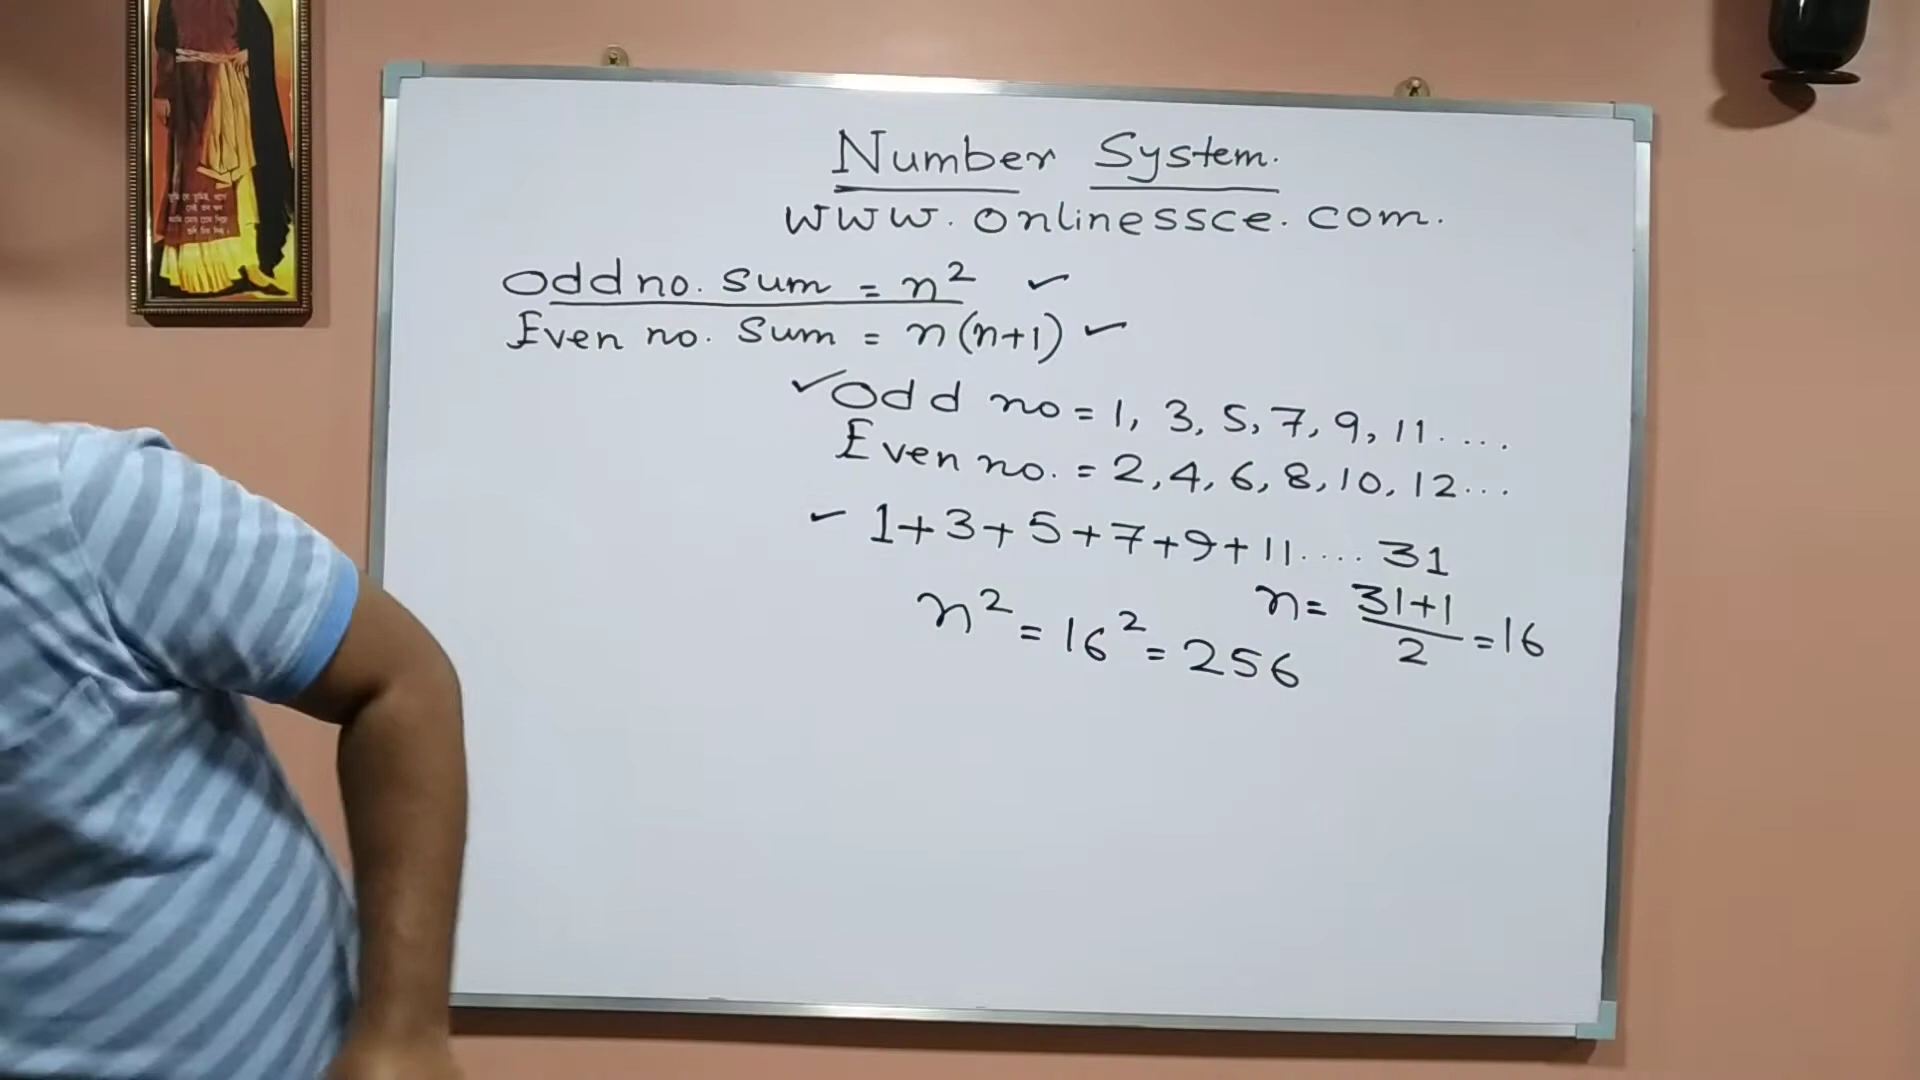 Number System.
www.onlinessce.com.
Odd no. Sum = n² ✓
Even no. Sum = n(n+1) ✓
✓Odd no = 1, 3, 5, 7, 9, 11....
Even no. = 2, 4, 6, 8, 10, 12...
✓ 1+3+5+7+9+11.... 31
n = (31+1)/2 = 16
n² = 16² = 256